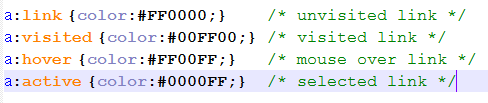 a:link {color:#FF0000;}    /* unvisited link */
a:visited {color:#00FF00;} /* visited link */
a:hover {color:#FF00FF;}   /* mouse over link */
a:active {color:#0000FF;}  /* selected link */